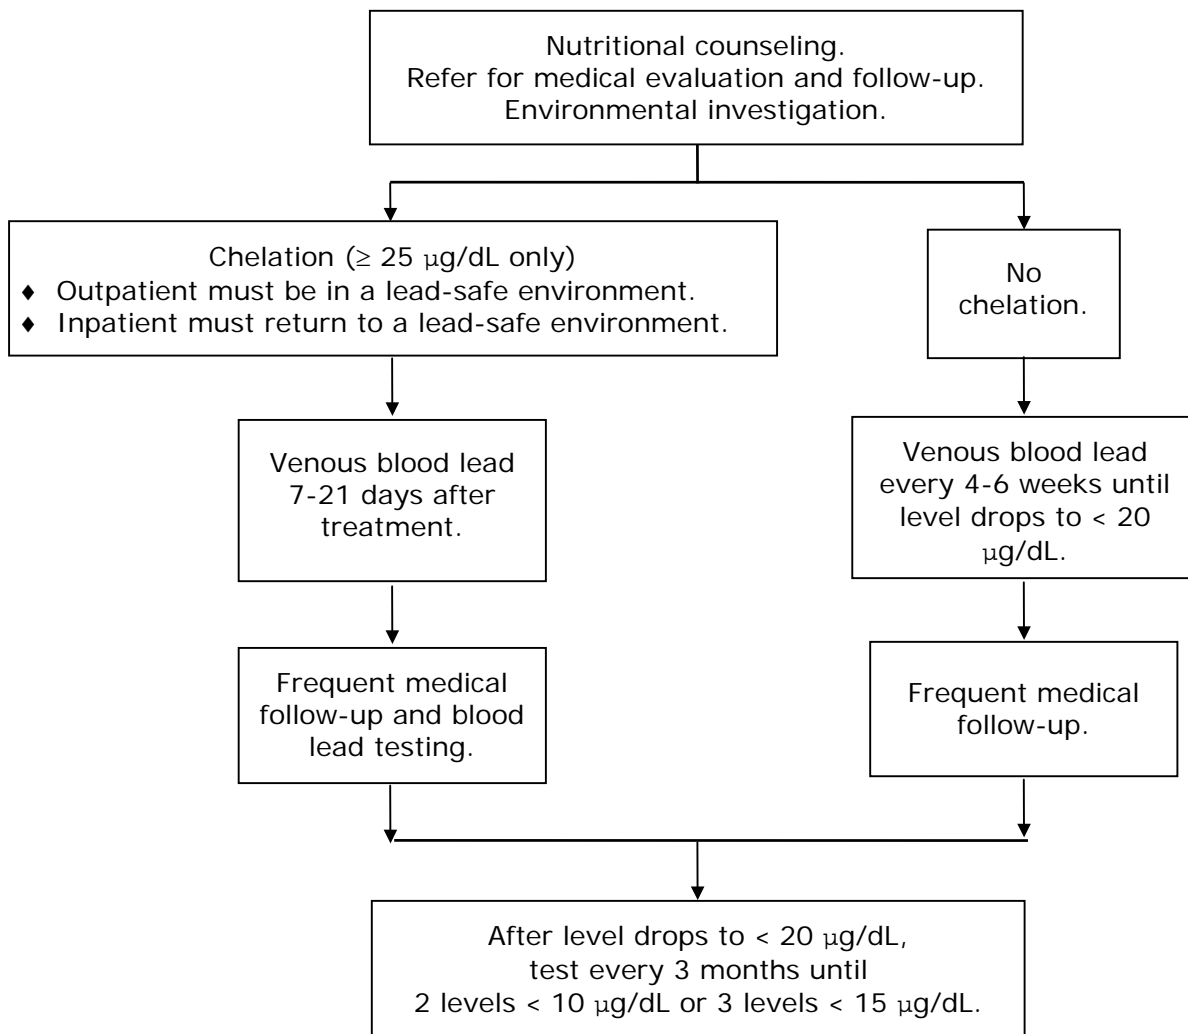 Nutritional counseling.
Refer for medical evaluation and follow-up.
Environmental investigation.
Chelation (≥ 25 μg/dL only)
♦ Outpatient must be in a lead-safe environment.
♦ Inpatient must return to a lead-safe environment.
No
chelation.
Venous blood lead
7-21 days after
treatment.
Venous blood lead
every 4-6 weeks until
level drops to < 20
μg/dL.
Frequent medical
follow-up and blood
lead testing.
Frequent medical
follow-up.
After level drops to < 20 μg/dL,
test every 3 months until
2 levels < 10 μg/dL or 3 levels < 15 μg/dL.